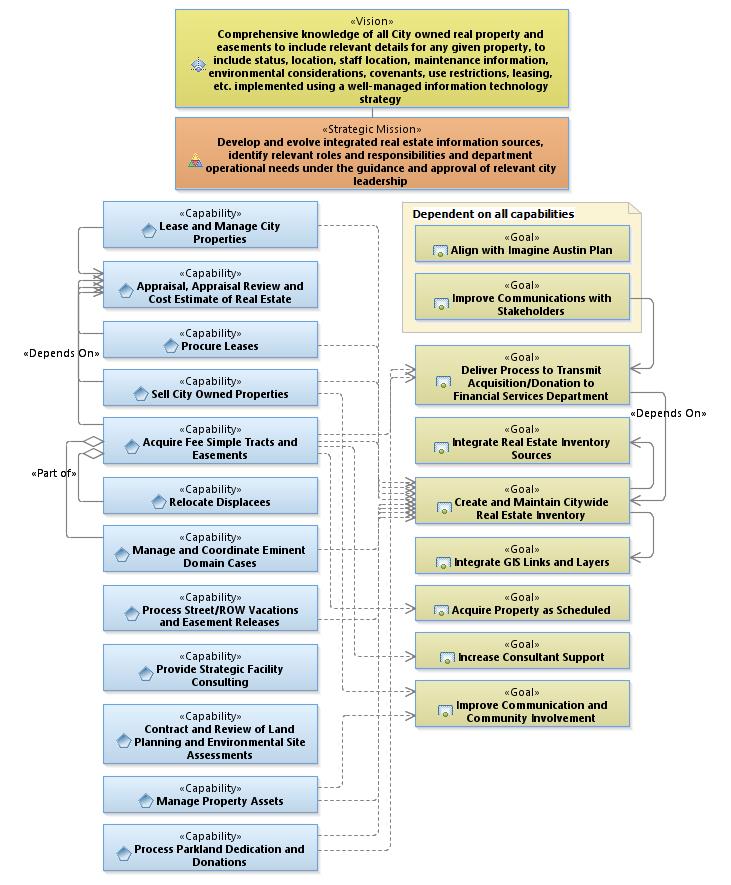 «Vision»
Comprehensive knowledge of all City owned real property and
easements to include relevant details for any given property, to
include status, location, staff location, maintenance information,
environmental considerations, covenants, use restrictions, leasing,
etc. implemented using a well-managed information technology
strategy
«Strategic Mission»
Develop and evolve integrated real estate information sources,
identify relevant roles and responsibilities and department
operational needs under the guidance and approval of relevant city
leadership
«Capability»
Lease and Manage City
Properties
«Capability»
Appraisal, Appraisal Review and
Cost Estimate of Real Estate
«Capability»
Procure Leases
«Depends On»
«Capability»
Sell City Owned Properties
«Capability»
Acquire Fee Simple Tracts and
Easements
«Part of»
«Capability»
Relocate Displacees
«Capability»
Manage and Coordinate Eminent
Domain Cases
«Capability»
Process Street/ROW Vacations
and Easement Releases
«Capability»
Provide Strategic Facility
Consulting
«Capability»
Contract and Review of Land
Planning and Environmental Site
Assessments
«Capability»
Manage Property Assets
«Capability»
Process Parkland Dedication and
Donations
Dependent on all capabilities
«Goal»
Align with Imagine Austin Plan
«Goal»
Improve Communications with
Stakeholders
«Goal»
Deliver Process to Transmit
Acquisition/Donation to
Financial Services Department
«Depends On»
«Goal»
Integrate Real Estate Inventory
Sources
«Goal»
Create and Maintain Citywide
Real Estate Inventory
«Goal»
Integrate GIS Links and Layers
«Goal»
Acquire Property as Scheduled
«Goal»
Increase Consultant Support
«Goal»
Improve Communication and
Community Involvement